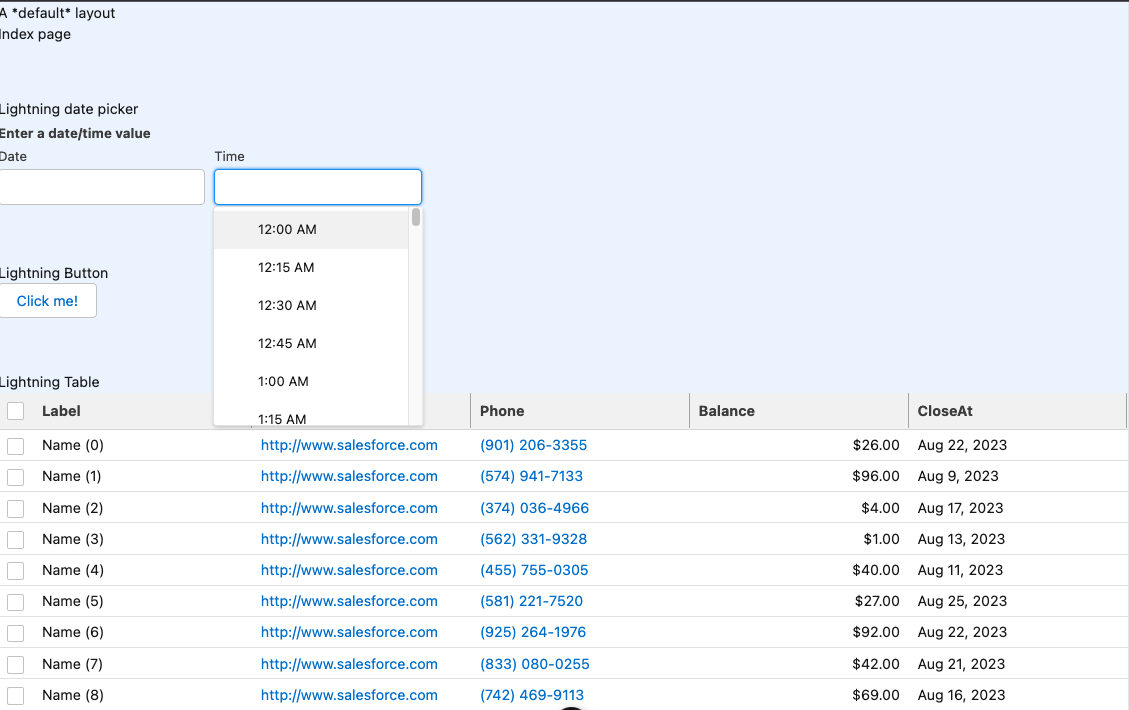 A *default* layout
Index page
Lightning date picker
Enter a date/time value
Date Time
12:00 AM
12:15 AM
12:30 AM
12:45 AM
1:00 AM
1:15 AM
Lightning Button
Click me!
Lightning Table
Label Phone Balance CloseAt
Name (0) http://www.salesforce.com (901) 206-3355 $26.00 Aug 22, 2023
Name (1) http://www.salesforce.com (574) 941-7133 $96.00 Aug 9, 2023
Name (2) http://www.salesforce.com (374) 036-4966 $4.00 Aug 17, 2023
Name (3) http://www.salesforce.com (562) 331-9328 $1.00 Aug 13, 2023
Name (4) http://www.salesforce.com (455) 755-0305 $40.00 Aug 11, 2023
Name (5) http://www.salesforce.com (581) 221-7520 $27.00 Aug 25, 2023
Name (6) http://www.salesforce.com (925) 264-1976 $92.00 Aug 22, 2023
Name (7) http://www.salesforce.com (833) 080-0255 $42.00 Aug 21, 2023
Name (8) http://www.salesforce.com (742) 469-9113 $69.00 Aug 16, 2023